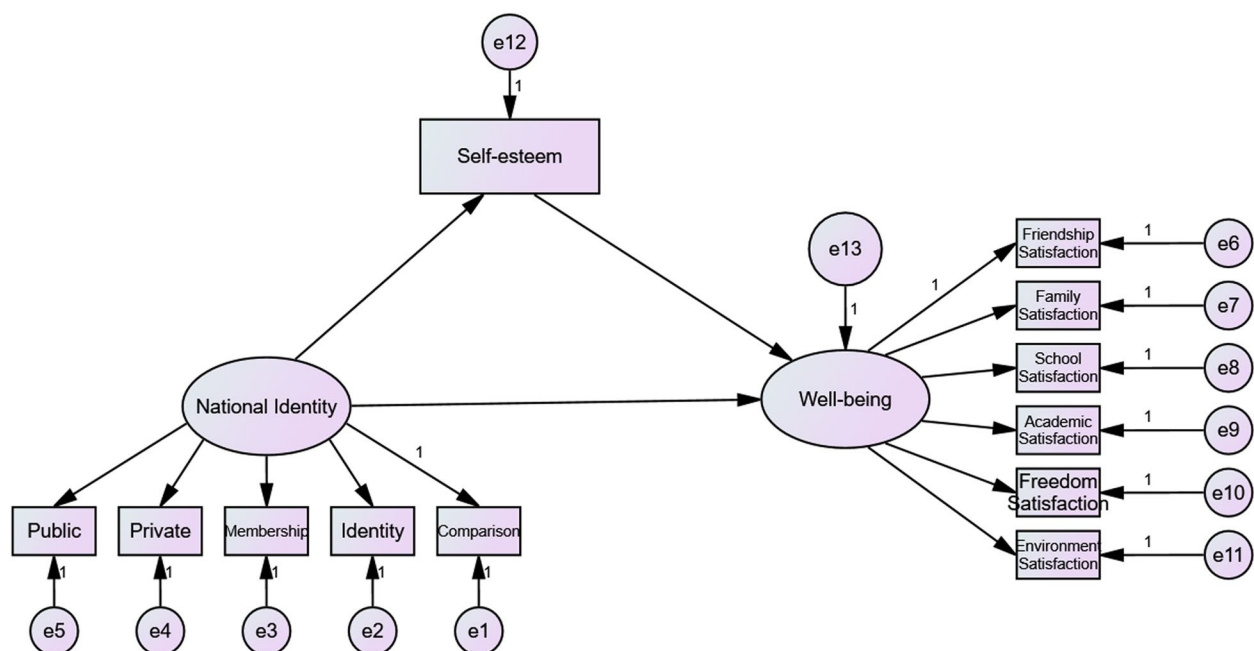 e12
1
Self-esteem
e13
1
Friendship
Satisfaction
1
e6
1
Family
Satisfaction
1
e7
School
Satisfaction
1
e8
National Identity
Well-being
Academic
Satisfaction
1
e9
1
Freedom
Satisfaction
1
e10
Public
Private
Membership
Identity
Comparison
Environment
Satisfaction
1
e11
1
1
1
1
1
e5
e4
e3
e2
e1